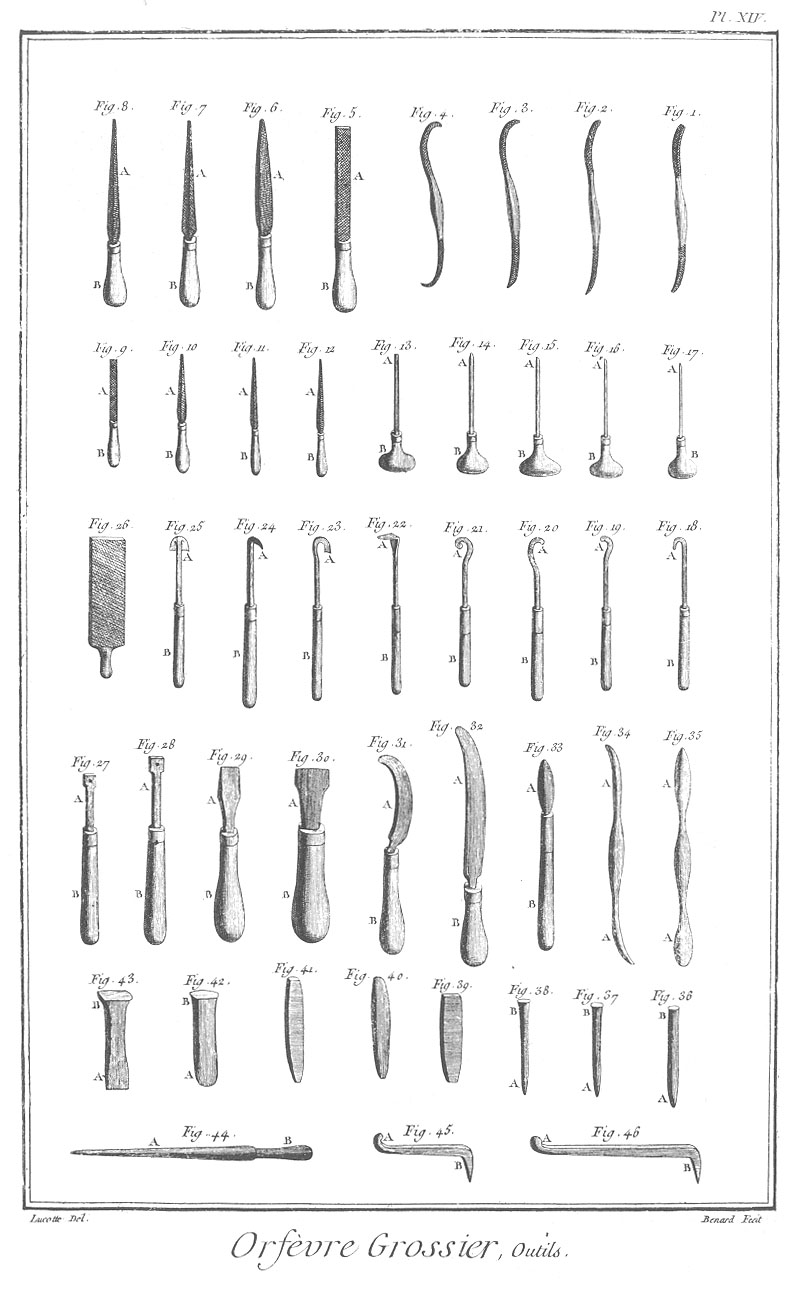 Pl. XIV.
Fig. 8. Fig. 7 Fig. 6. Fig. 5. Fig. 4. Fig. 3. Fig. 2. Fig. 1.
A A A A
B B B B
Fig. 9. Fig. 10 Fig. 11. Fig. 12 Fig. 13. Fig. 14. Fig. 15. Fig. 16. Fig. 17.
A A A A A A A A A
B B B B B B B B B
Fig. 26. Fig. 25 Fig. 24 Fig. 23. Fig. 22. Fig. 21. Fig. 20 Fig. 19. Fig. 18.
A A A A A A A A
B B B B B B B B
Fig. 27 Fig. 28 Fig. 29. Fig. 30. Fig. 31. Fig. 32 Fig. 33 Fig. 34 Fig. 35
A A A A A A A A A
B B B B B B B A A
Fig. 43. Fig. 42. Fig. 41. Fig. 40. Fig. 39. Fig. 38. Fig. 37 Fig. 36
B B B B B
A A A A A
Fig. 44. Fig. 45. Fig. 46
A B A B A B
Lucotte Del. Benard Fecit
Orfèvre Grossier, Outils.